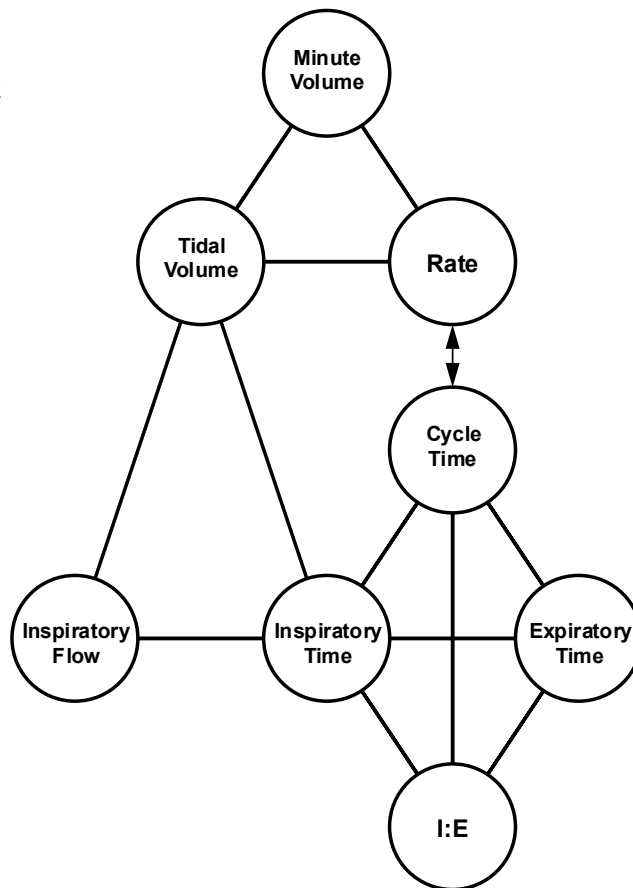 Minute
Volume
Tidal
Volume
Rate
Cycle
Time
Inspiratory
Flow
Inspiratory
Time
Expiratory
Time
I:E